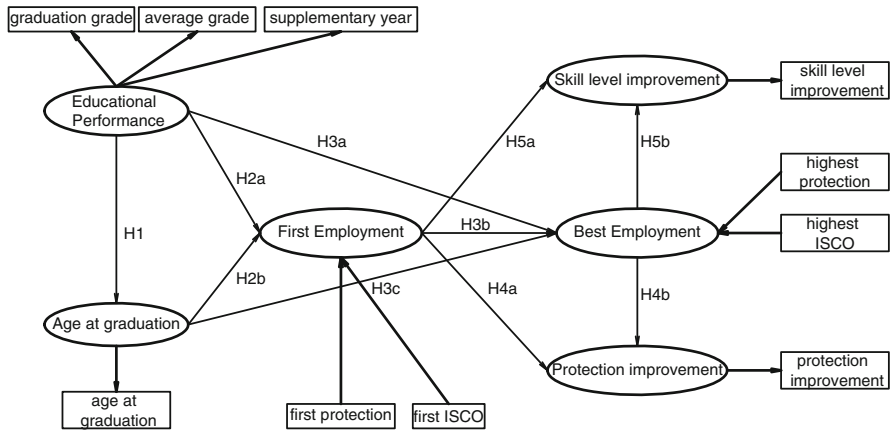 graduation grade
average grade
supplementary year
Educational
Performance
Skill level improvement
skill level
improvement
H3a
H5a
H5b
H2a
highest
protection
H1
First Employment
H3b
Best Employment
highest
ISCO
H2b
H3c
H4a
H4b
Age at graduation
Protection improvement
protection
improvement
age at
graduation
first protection
first ISCO